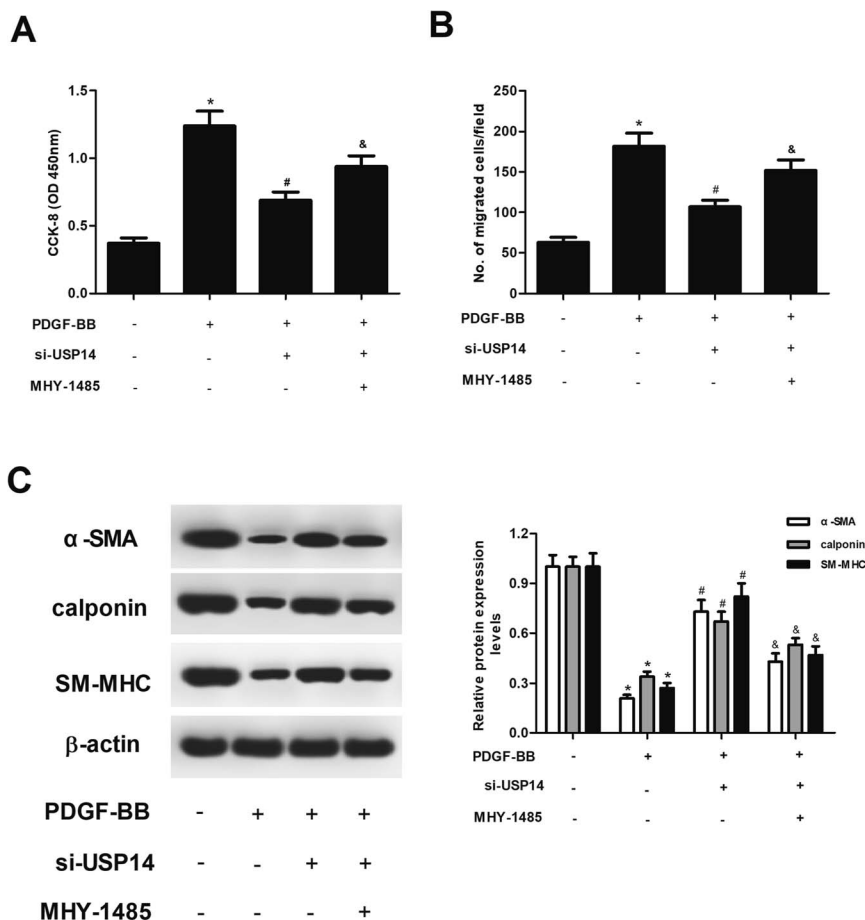 A
CCK-8 (OD 450nm)
1.5
1.0
0.5
0.0
*
#
&
PDGF-BB - + + +
si-USP14 - - + +
MHY-1485 - - - +
B
No. of migrated cells/field
250
200
150
100
50
0
*
#
&
PDGF-BB - + + +
si-USP14 - - + +
MHY-1485 - - - +
C
α-SMA
calponin
SM-MHC
β-actin
PDGF-BB - + + +
si-USP14 - - + +
MHY-1485 - - - +
Relative protein expression
levels
1.2
0.9
0.6
0.3
0.0
α-SMA
calponin
SM-MHC
* * *
# # #
& & &
PDGF-BB - + + +
si-USP14 - - + +
MHY-1485 - - - +